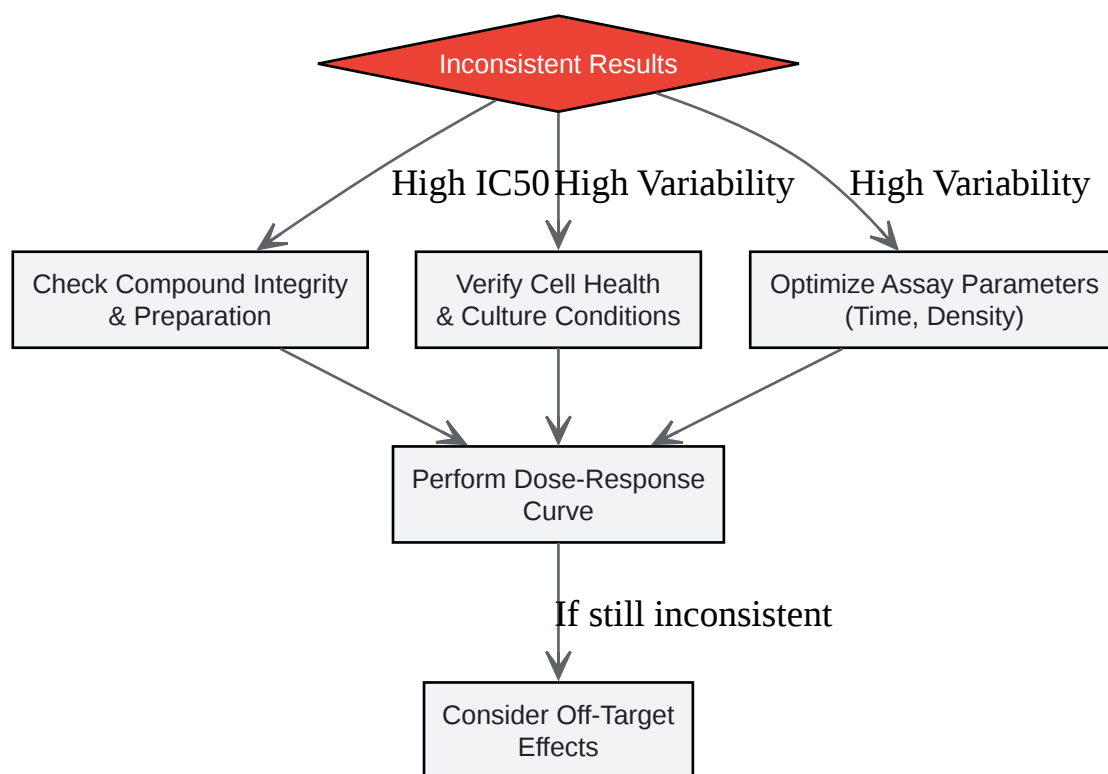 Inconsistent Results
High IC50
High Variability
High Variability
Check Compound Integrity
& Preparation
Verify Cell Health
& Culture Conditions
Optimize Assay Parameters
(Time, Density)
Perform Dose-Response
Curve
If still inconsistent
Consider Off-Target
Effects